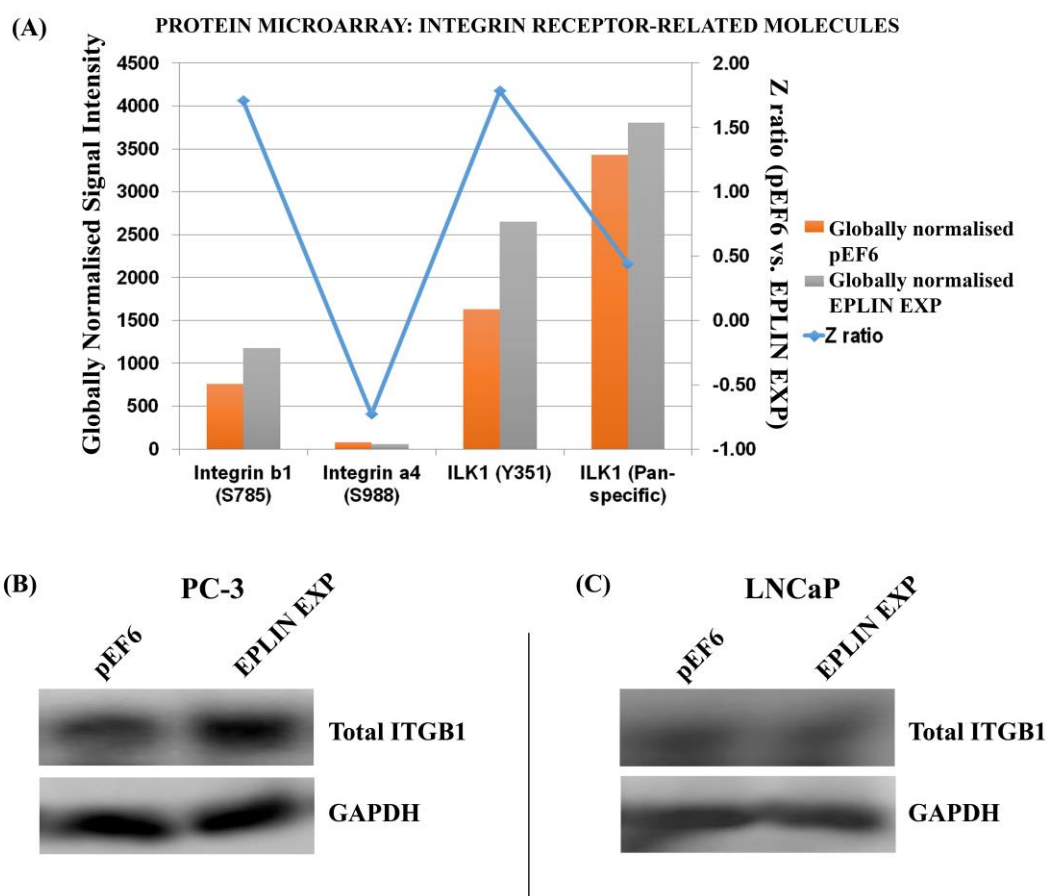 (A)
PROTEIN MICROARRAY: INTEGRIN RECEPTOR-RELATED MOLECULES
Globally Normalised Signal Intensity
4500
4000
3500
3000
2500
2000
1500
1000
500
0
2.00
1.50
1.00
0.50
0.00
-0.50
-1.00
Z ratio (pEF6 vs. EPLIN EXP)
Integrin b1
(S785)
Integrin a4
(S988)
ILK1 (Y351)
ILK1 (Pan-
specific)
Globally normalised
pEF6
Globally normalised
EPLIN EXP
Z ratio
(B)
PC-3
pEF6
EPLIN EXP
Total ITGB1
GAPDH
(C)
LNCaP
pEF6
EPLIN EXP
Total ITGB1
GAPDH